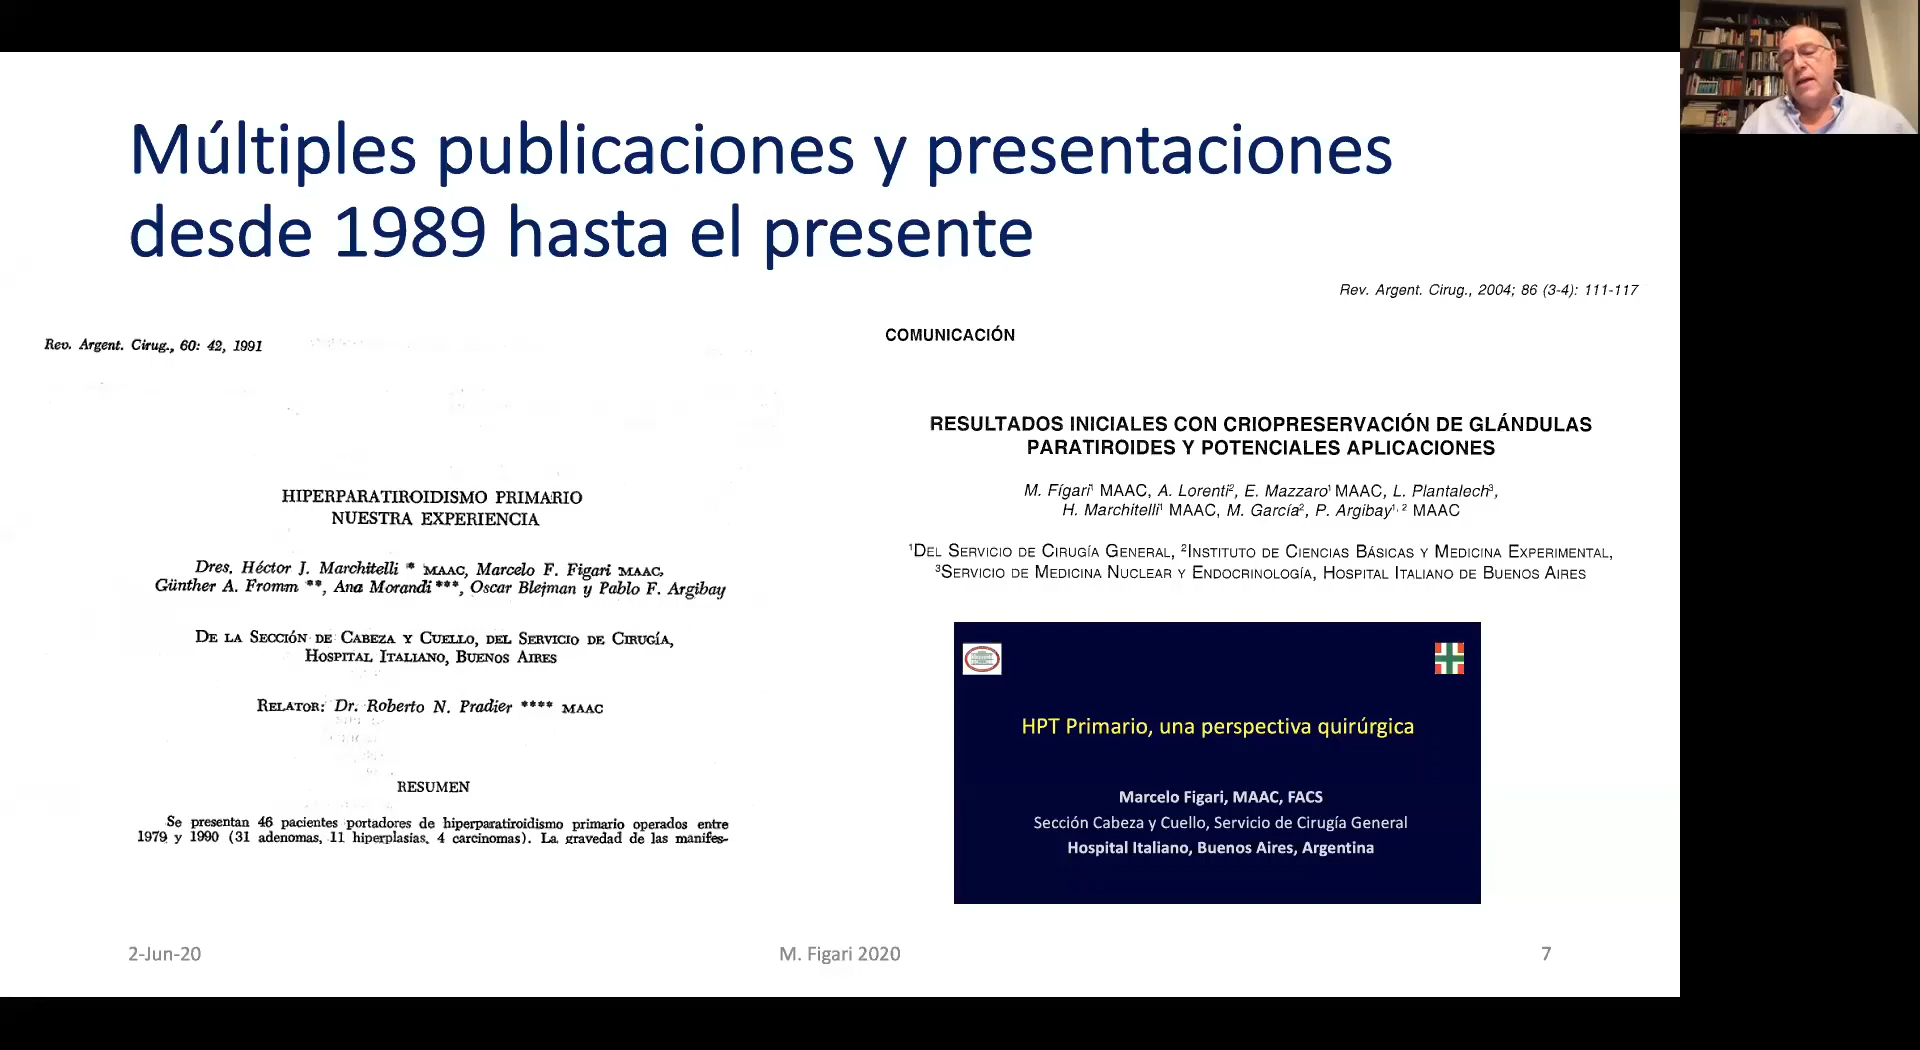 Múltiples publicaciones y presentaciones
desde 1989 hasta el presente
Rev. Argent. Cirug., 60: 42, 1991
HIPERPARATIROIDISMO PRIMARIO
NUESTRA EXPERIENCIA
Dres. Héctor J. Marchitelli * MAAC, Marcelo F. Figari MAAC,
Günther A. Fromm **, Ana Morandi ***, Oscar Blejman y Pablo F. Argibay
DE LA SECCIÓN DE CABEZA Y CUELLO, DEL SERVICIO DE CIRUGÍA,
HOSPITAL ITALIANO, BUENOS AIRES
RELATOR: Dr. Roberto N. Pradier **** MAAC
RESUMEN
Se presentan 46 pacientes portadores de hiperparatiroidismo primario operados entre
1979 y 1990 (31 adenomas, 11 hiperplasías, 4 carcinomas). La gravedad de las manifes-
Rev. Argent. Cirug., 2004; 86 (3-4): 111-117
COMUNICACIÓN
RESULTADOS INICIALES CON CRIOPRESERVACIÓN DE GLÁNDULAS
PARATIROIDES Y POTENCIALES APLICACIONES
M. Fígari¹ MAAC, A. Lorenti², E. Mazzaro¹ MAAC, L. Plantalech³,
H. Marchitelli¹ MAAC, M. García², P. Argibay¹, ² MAAC
¹DEL SERVICIO DE CIRUGÍA GENERAL, ²INSTITUTO DE CIENCIAS BÁSICAS Y MEDICINA EXPERIMENTAL,
³SERVICIO DE MEDICINA NUCLEAR Y ENDOCRINOLOGÍA, HOSPITAL ITALIANO DE BUENOS AIRES
HPT Primario, una perspectiva quirúrgica
Marcelo Figari, MAAC, FACS
Sección Cabeza y Cuello, Servicio de Cirugía General
Hospital Italiano, Buenos Aires, Argentina
2-Jun-20
M. Figari 2020
7